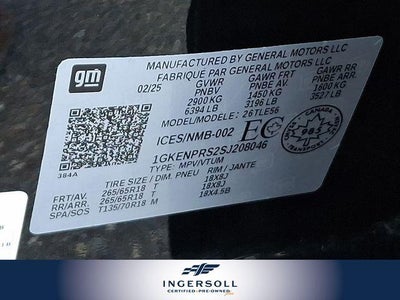 gm
MANUFACTURED BY GENERAL MOTORS LLC
FABRIQUE PAR GENERAL MOTORS LLC
02/25 GVWR GAWR FRT GAWR RR
PNBV PNBE AV. PNBE ARR.
2900 KG 1450 KG 1600 KG
6394 LB 3196 LB 3527 LB
MODEL/MODELE: 26TLE56
ICES/NMB-002 EC
1GKENPRS2SJ208046
384A
MPV/VTUM
TIRE SIZE / DIM. PNEU RIM / JANTE
FRT/AV. 265/65R18 T 18X8J
RR/ARR. 265/65R18 T 18X8J
SPA/SOS T135/70R18 M 18X4.5B
CANADA
TRANSPORT
INGERSOLL
CERTIFIED • PRE-OWNED